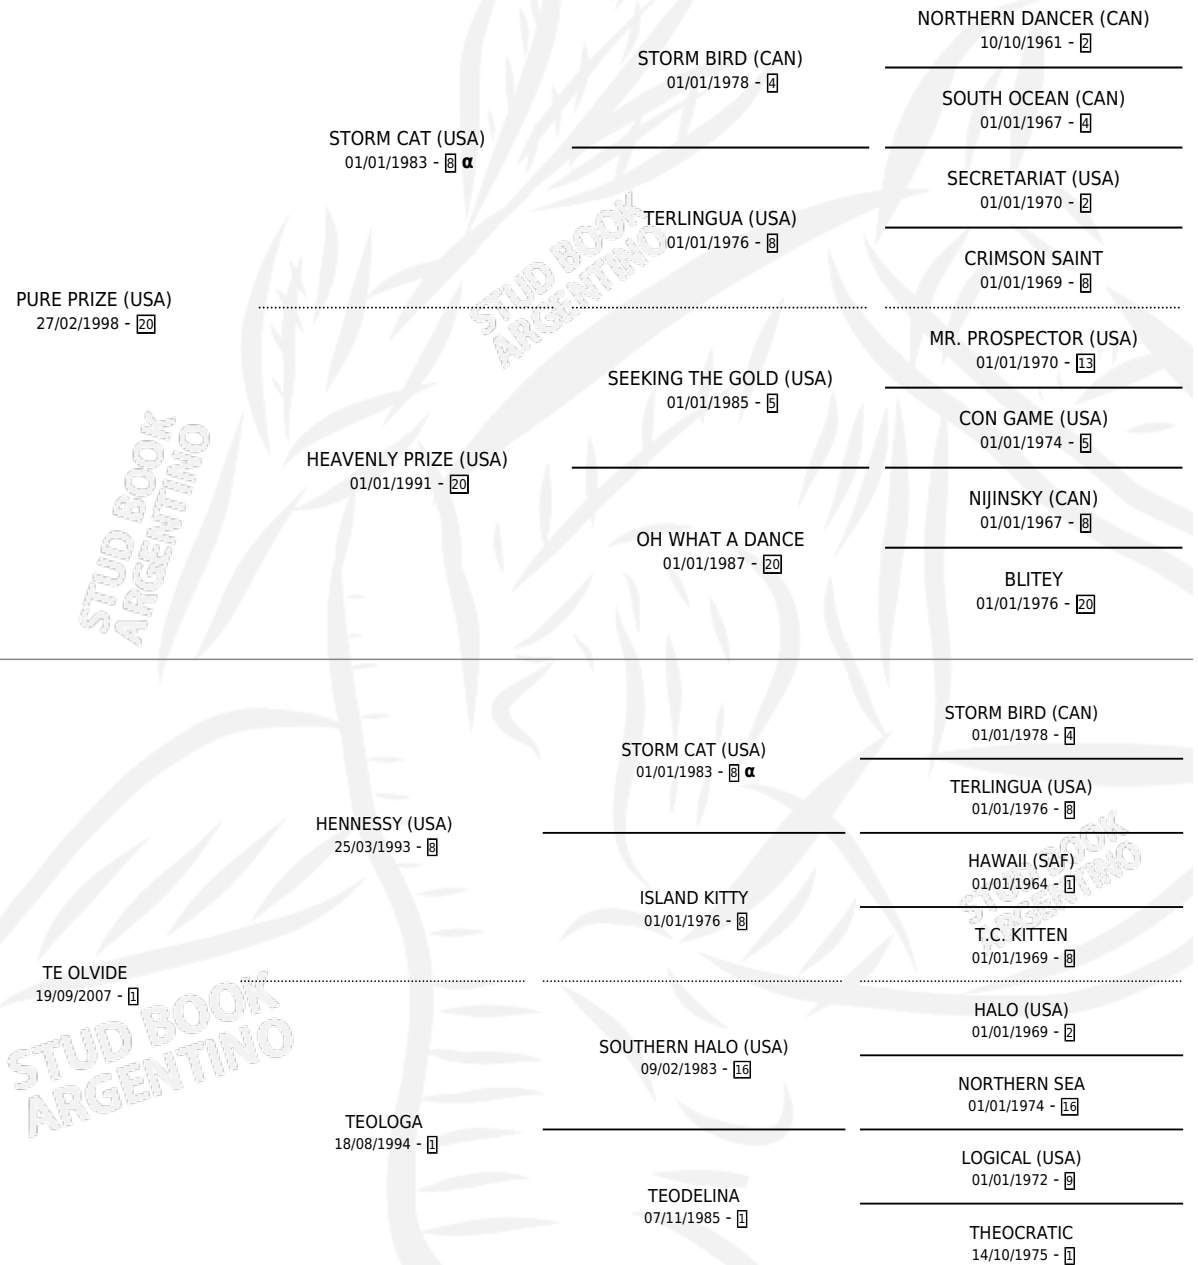 NORTHERN DANCER (CAN)
10/10/1961 - 2
STORM BIRD (CAN)
01/01/1978 - 4
SOUTH OCEAN (CAN)
01/01/1967 - 4
STORM CAT (USA)
01/01/1983 - 8 α
SECRETARIAT (USA)
01/01/1970 - 2
TERLINGUA (USA)
01/01/1976 - 8
CRIMSON SAINT
01/01/1969 - 8
PURE PRIZE (USA)
27/02/1998 - 20
MR. PROSPECTOR (USA)
01/01/1970 - 13
SEEKING THE GOLD (USA)
01/01/1985 - 5
CON GAME (USA)
01/01/1974 - 5
HEAVENLY PRIZE (USA)
01/01/1991 - 20
NIJINSKY (CAN)
01/01/1967 - 8
OH WHAT A DANCE
01/01/1987 - 20
BLITEY
01/01/1976 - 20
STUD BOOK
ARGENTINO
STUD BOOK
ARGENTINO
STORM BIRD (CAN)
01/01/1978 - 4
STORM CAT (USA)
01/01/1983 - 8 α
TERLINGUA (USA)
01/01/1976 - 8
HENNESSY (USA)
25/03/1993 - 8
HAWAII (SAF)
01/01/1964 - 1
ISLAND KITTY
01/01/1976 - 8
T.C. KITTEN
01/01/1969 - 8
TE OLVIDE
19/09/2007 - 1
HALO (USA)
01/01/1969 - 2
SOUTHERN HALO (USA)
09/02/1983 - 16
NORTHERN SEA
01/01/1974 - 16
TEOLOGA
18/08/1994 - 1
LOGICAL (USA)
01/01/1972 - 9
TEODELINA
07/11/1985 - 1
THEOCRATIC
14/10/1975 - 1
STUD BOOK
ARGENTINO
STUD BOOK
ARGENTINO